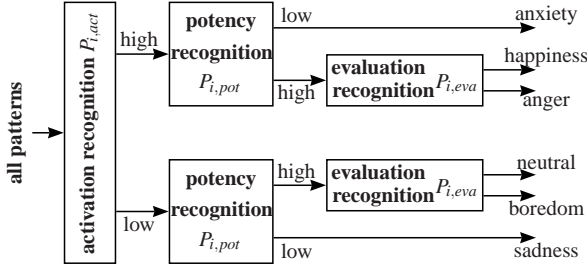 all patterns
activation recognition P_{i,act}
high
low
potency
recognition
P_{i,pot}
low
high
anxiety
evaluation
recognition P_{i,eva}
happiness
anger
potency
recognition
P_{i,pot}
high
low
evaluation
recognition P_{i,eva}
neutral
boredom
sadness